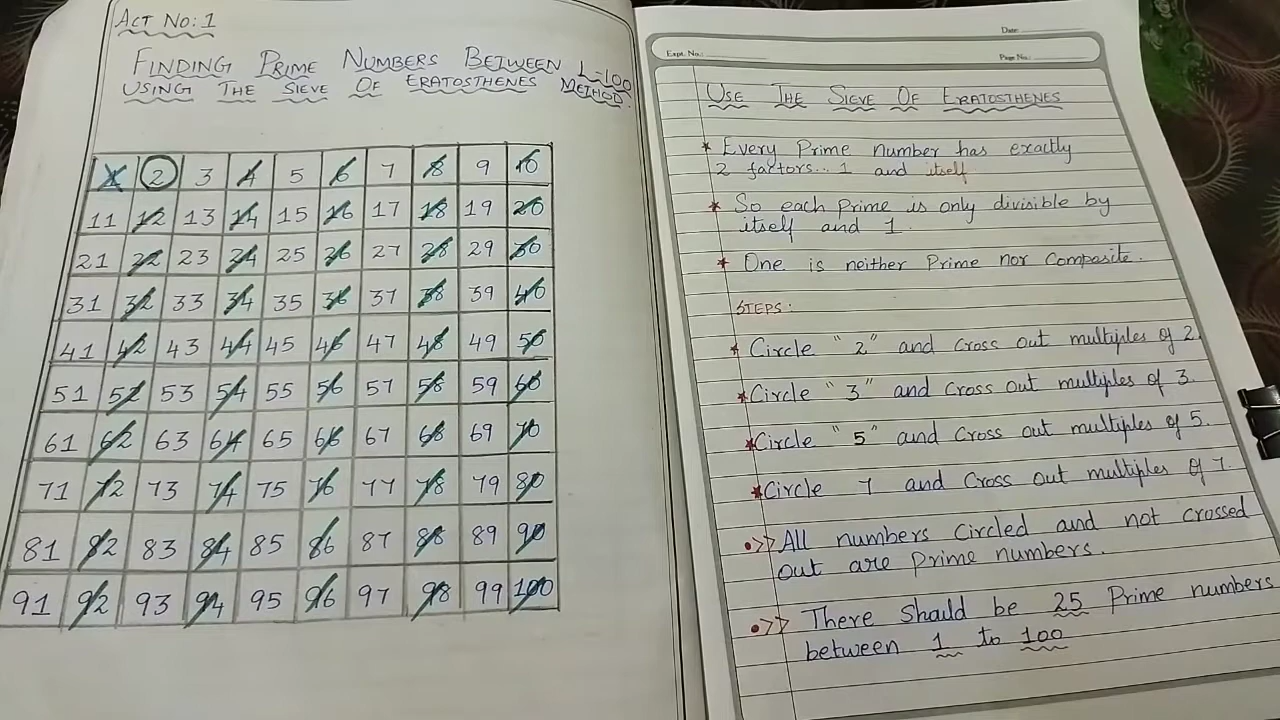 ACT NO: 1
FINDING PRIME NUMBERS BETWEEN 1-100
USING THE SIEVE OF ERATOSTHENES METHOD.
1 2 3 4 5 6 7 8 9 10
11 12 13 14 15 16 17 18 19 20
21 22 23 24 25 26 27 28 29 30
31 32 33 34 35 36 37 38 39 40
41 42 43 44 45 46 47 48 49 50
51 52 53 54 55 56 57 58 59 60
61 62 63 64 65 66 67 68 69 70
71 72 73 74 75 76 77 78 79 80
81 82 83 84 85 86 87 88 89 90
91 92 93 94 95 96 97 98 99 100
Date:
Expt. No.:
Page No.:
USE THE SIEVE OF ERATOSTHENES
* Every Prime number has exactly
2 factors.. 1 and itself
* So each Prime is only divisible by
itself and 1.
* One is neither Prime nor Composite.
STEPS:
* Circle "2" and Cross out multiples of 2.
* Circle "3" and Cross out multiples of 3.
* Circle "5" and Cross out multiples of 5.
* Circle 7 and Cross out multiples of 7.
•>> All numbers Circled and not crossed
out are Prime numbers.
•>> There Should be 25 Prime numbers
between 1 to 100